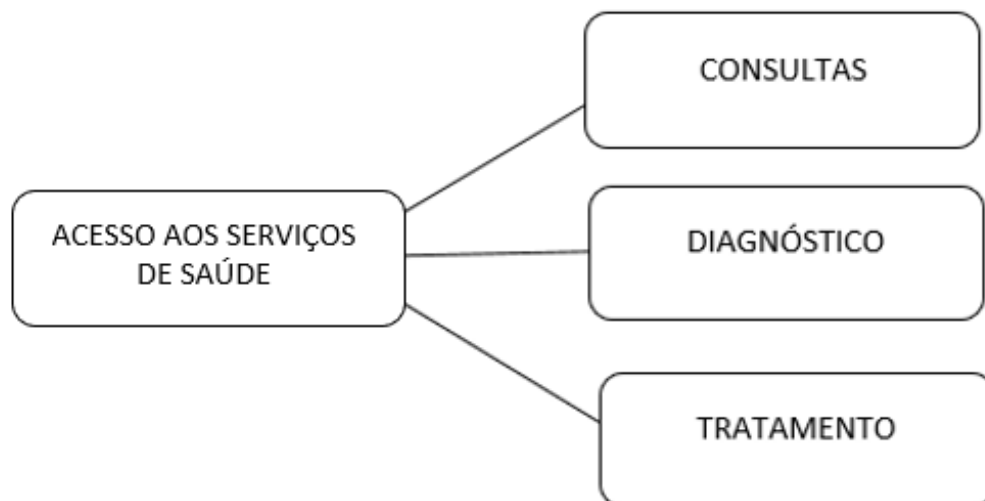 CONSULTAS
ACESSO AOS SERVIÇOS
DE SAÚDE
DIAGNÓSTICO
TRATAMENTO